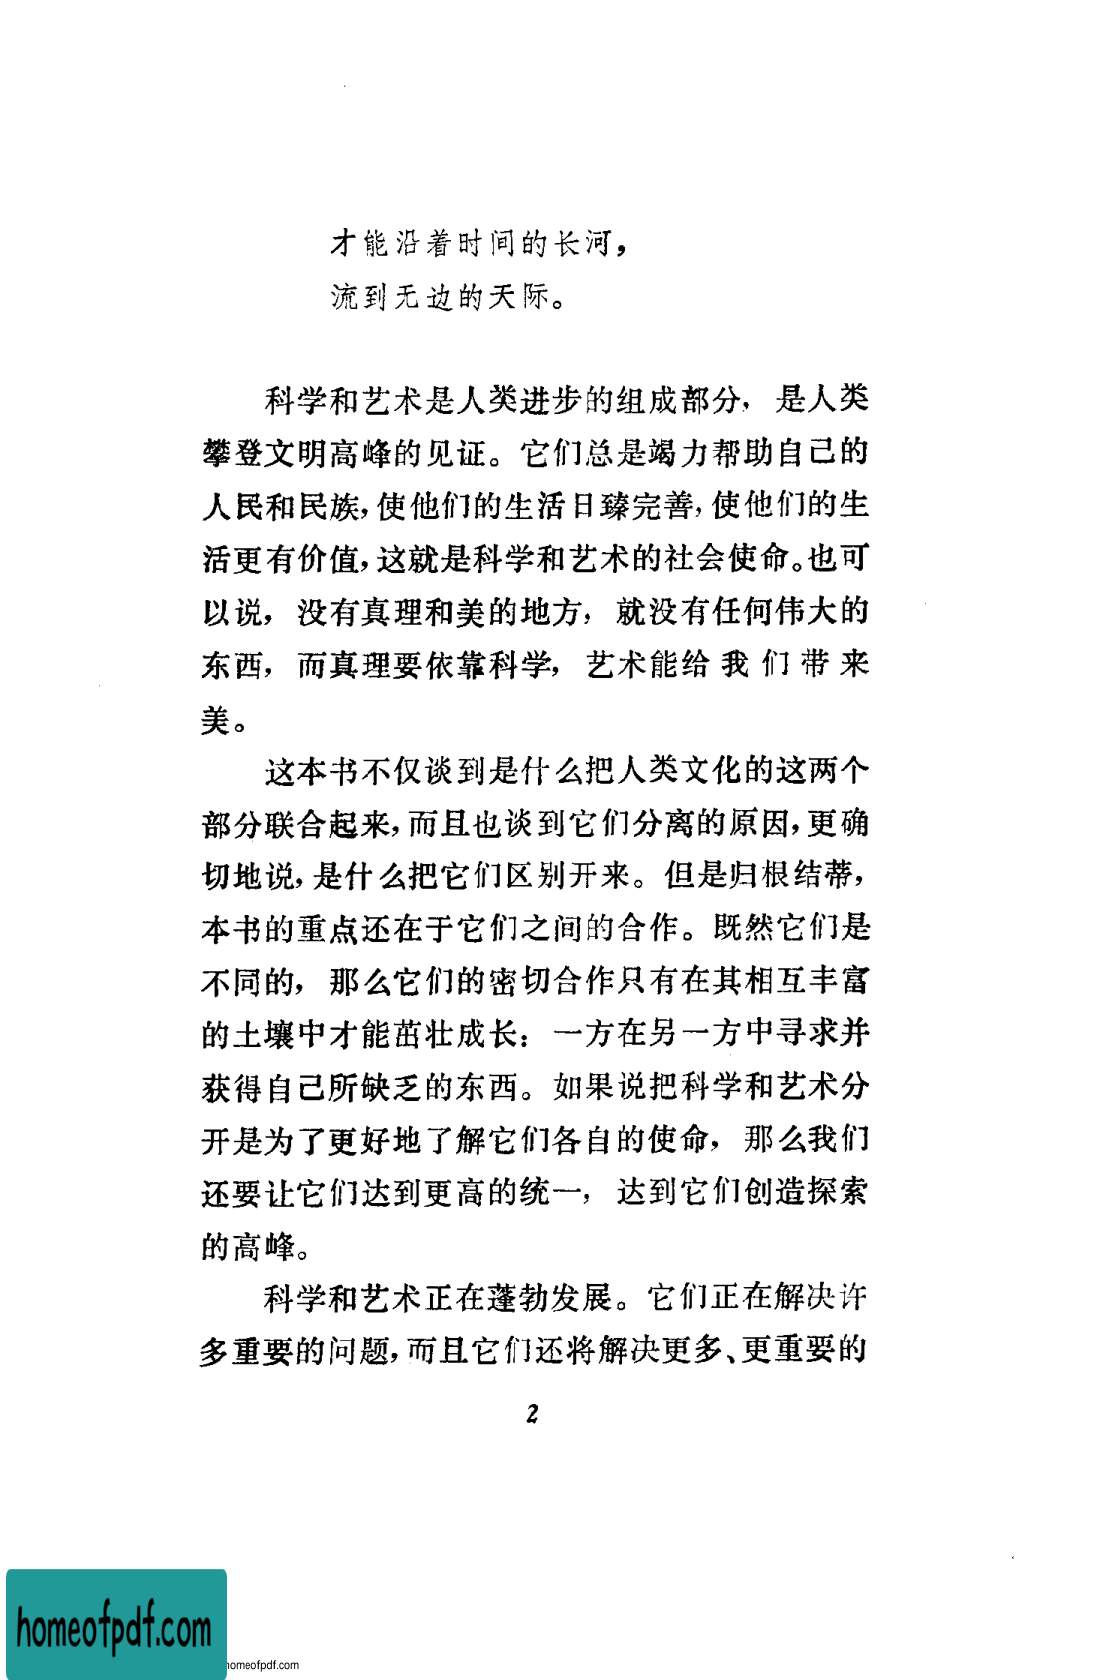 才能沿着时间的长河，
流到无边的天际。
科学和艺术是人类进步的组成部分，是人类
攀登文明高峰的见证。它们总是竭力帮助自己的
人民和民族，使他们的生活日臻完善，使他们的生
活更有价值，这就是科学和艺术的社会使命。也可
以说，没有真理和美的地方，就没有任何伟大的
东西，而真理要依靠科学，艺术能给我们带来
美。
这本书不仅谈到是什么把人类文化的这两个
部分联合起来，而且也谈到它们分离的原因，更确
切地说，是什么把它们区别开来。但是归根结蒂，
本书的重点还在于它们之间的合作。既然它们是
不同的，那么它们的密切合作只有在其相互丰富
的土壤中才能茁壮成长：一方在另一方中寻求并
获得自己所缺乏的东西。如果说把科学和艺术分
开是为了更好地了解它们各自的使命，那么我们
还要让它们达到更高的统一，达到它们创造探索
的高峰。
科学和艺术正在蓬勃发展。它们正在解决许
多重要的问题，而且它们还将解决更多、更重要的
2
homeofpdf.com
homeofpdf.com